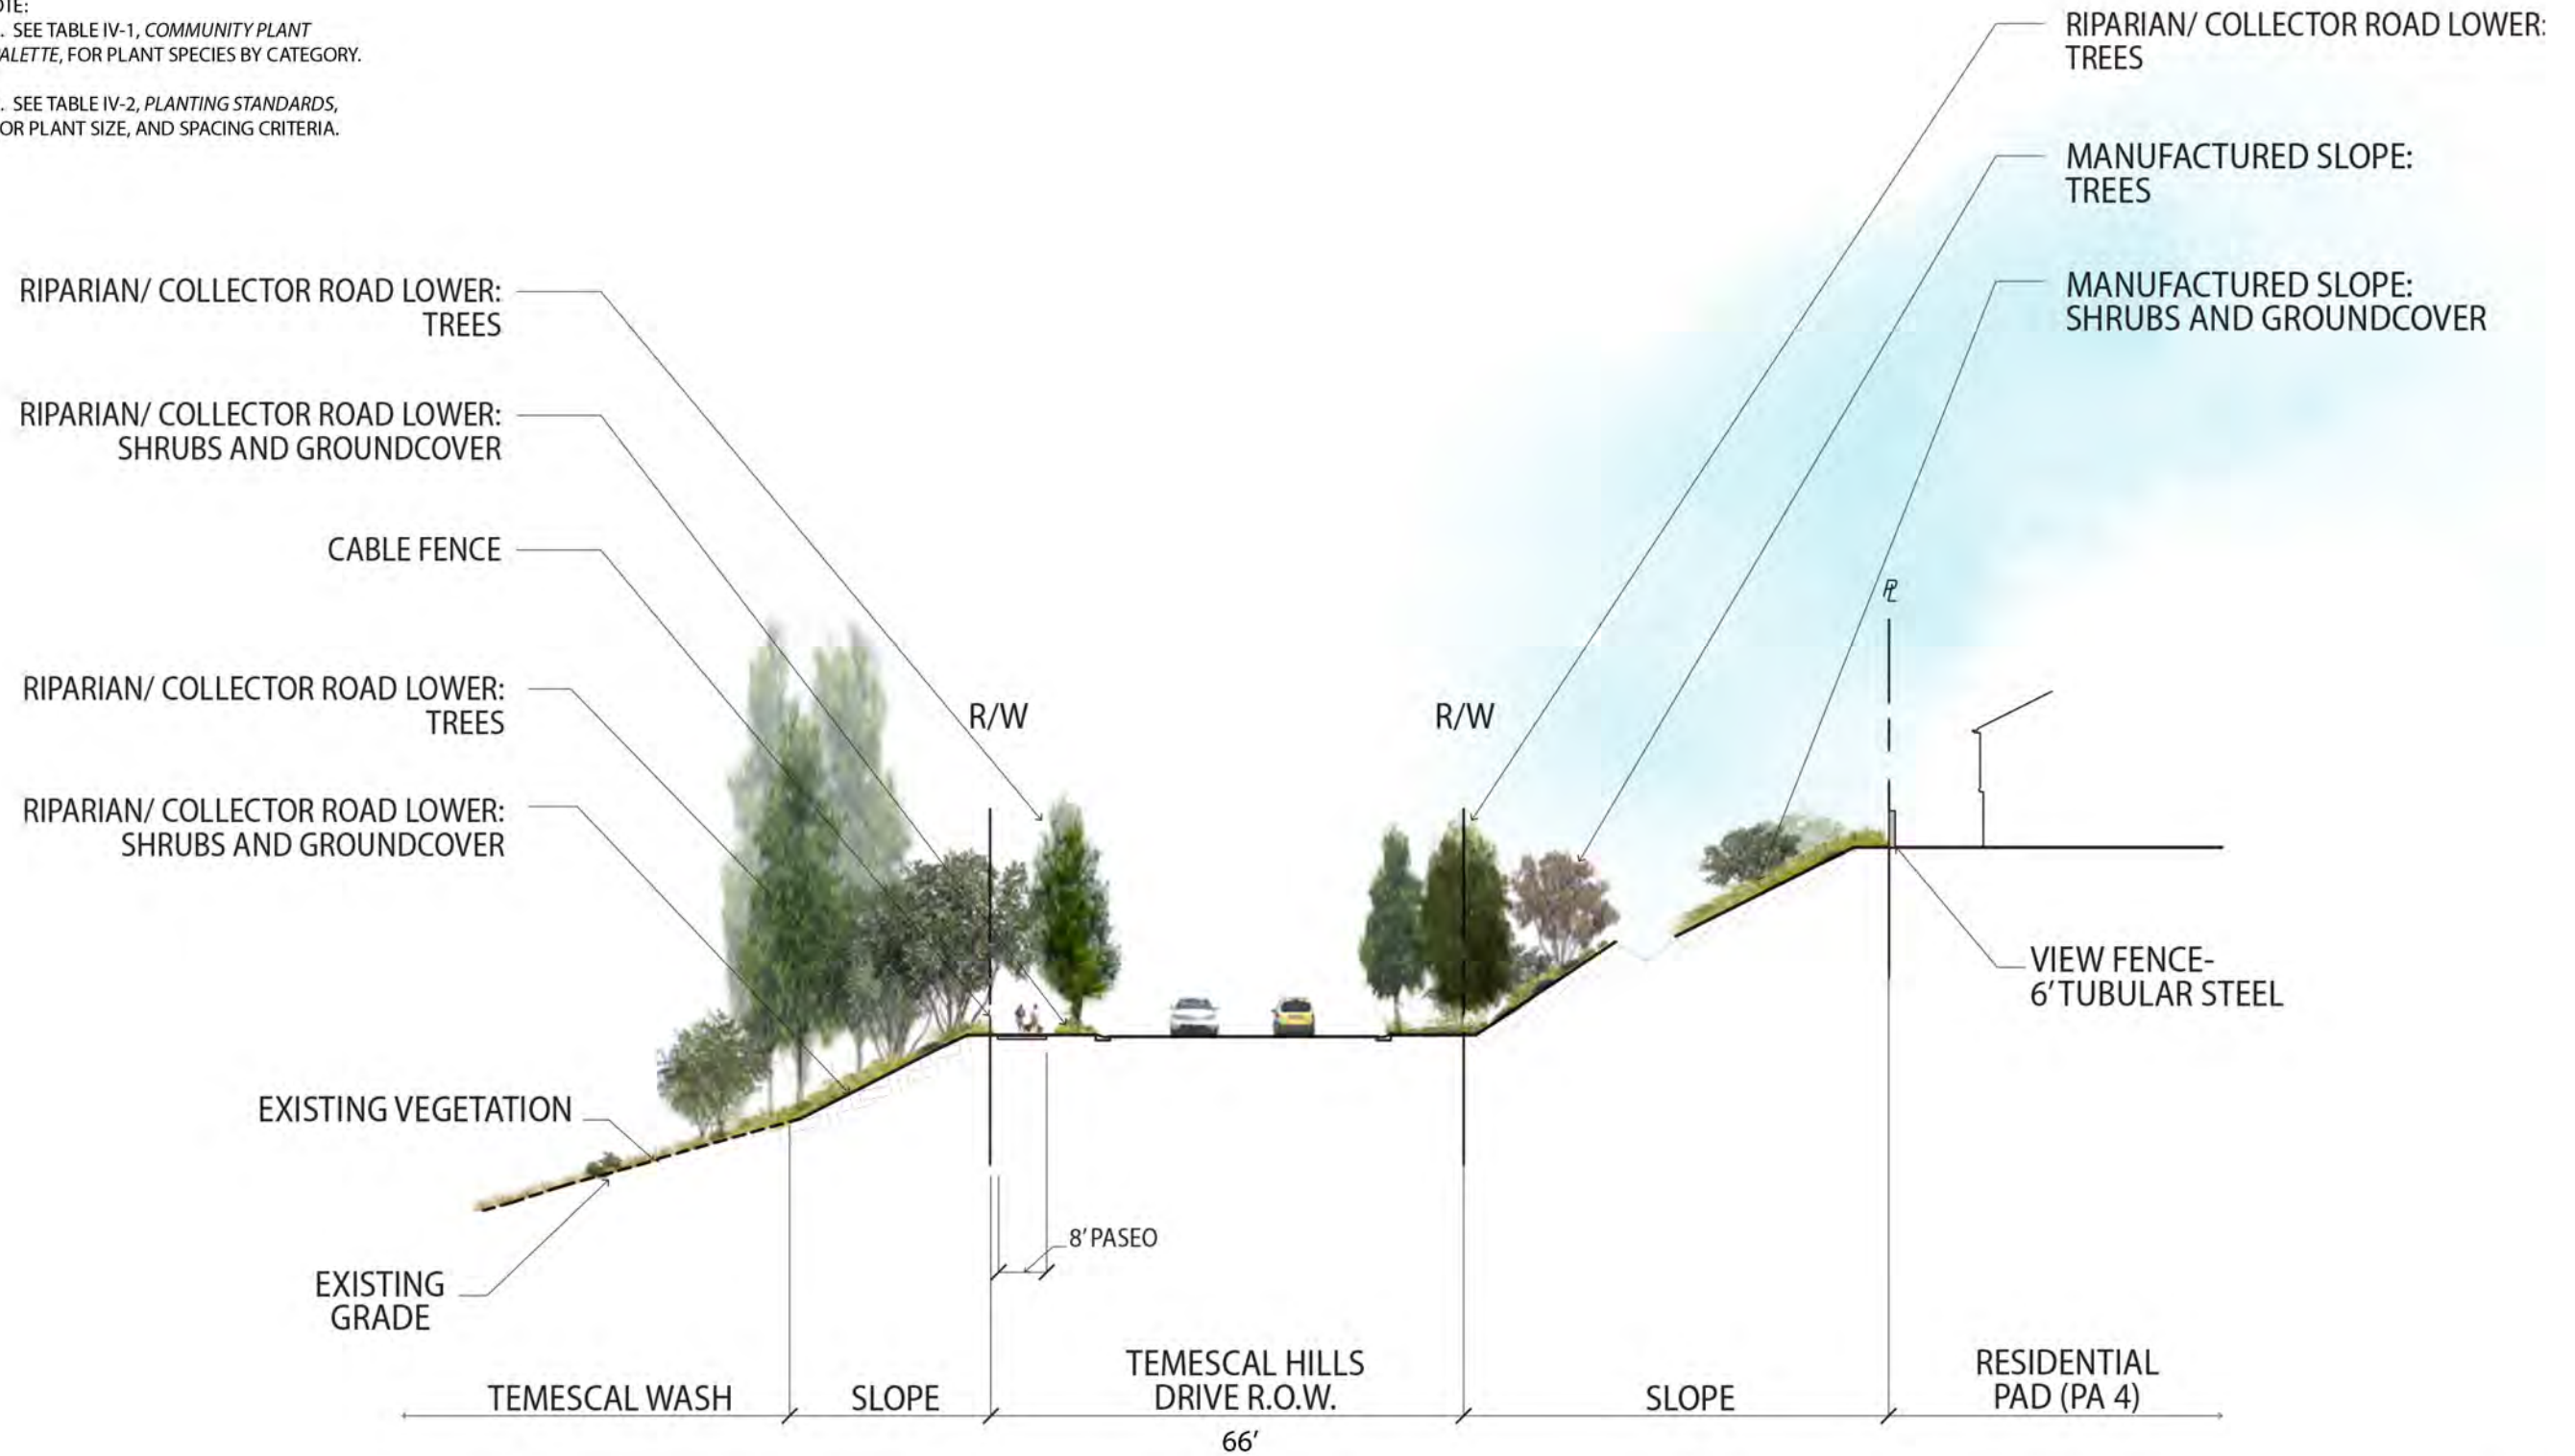 OTE:
. SEE TABLE IV-1, COMMUNITY PLANT
ALETTE, FOR PLANT SPECIES BY CATEGORY.
. SEE TABLE IV-2, PLANTING STANDARDS,
OR PLANT SIZE, AND SPACING CRITERIA.
RIPARIAN/ COLLECTOR ROAD LOWER:
TREES
MANUFACTURED SLOPE:
TREES
MANUFACTURED SLOPE:
SHRUBS AND GROUNDCOVER
RIPARIAN/ COLLECTOR ROAD LOWER:
TREES
RIPARIAN/ COLLECTOR ROAD LOWER:
SHRUBS AND GROUNDCOVER
CABLE FENCE
RIPARIAN/ COLLECTOR ROAD LOWER:
TREES
RIPARIAN/ COLLECTOR ROAD LOWER:
SHRUBS AND GROUNDCOVER
R/W
R/W
PL
VIEW FENCE-
6' TUBULAR STEEL
EXISTING VEGETATION
EXISTING
GRADE
8' PASEO
TEMESCAL WASH
SLOPE
TEMESCAL HILLS
DRIVE R.O.W.
66'
SLOPE
RESIDENTIAL
PAD (PA 4)